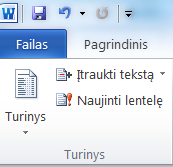 W
Failas Pagrindinis
Įtraukti tekstą
Naujinti lentelę
Turinys
Turinys